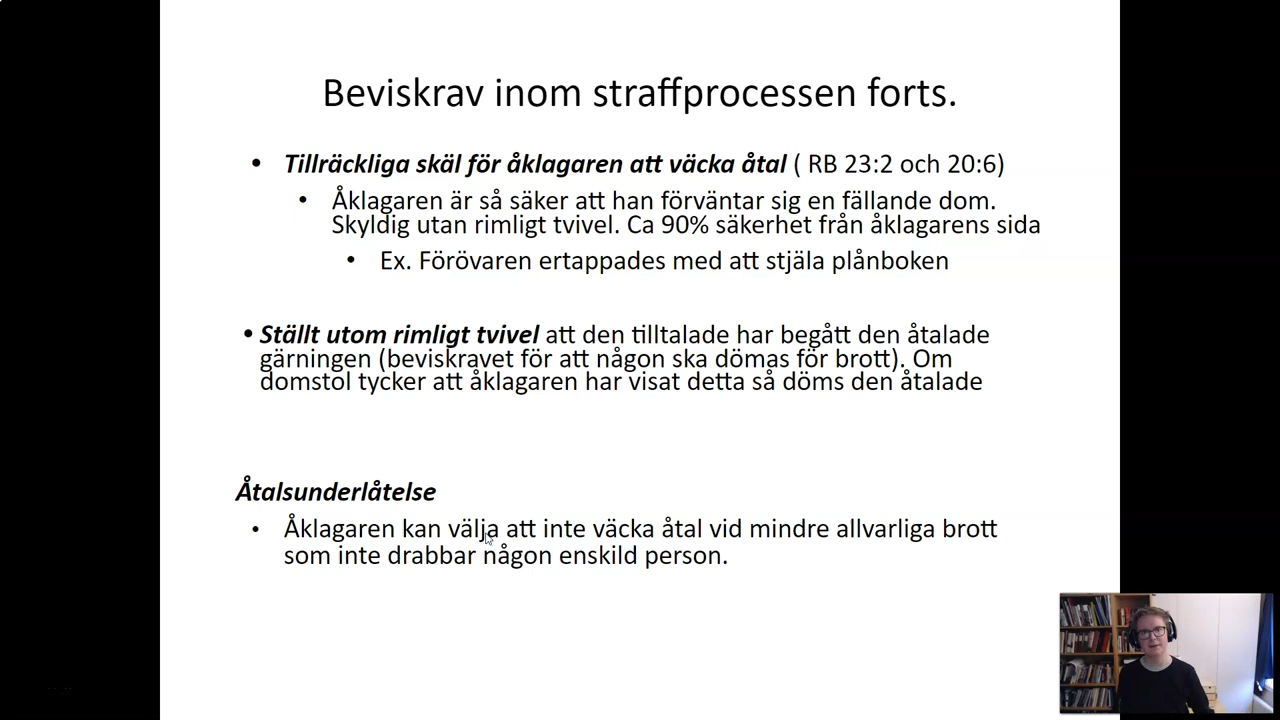 Beviskrav inom straffprocessen forts.
• Tillräckliga skäl för åklagaren att väcka åtal ( RB 23:2 och 20:6)
• Åklagaren är så säker att han förväntar sig en fällande dom.
Skyldig utan rimligt tvivel. Ca 90% säkerhet från åklagarens sida
• Ex. Förövaren ertappades med att stjäla plånboken
• Ställt utom rimligt tvivel att den tilltalade har begått den åtalade
gärningen (beviskravet för att någon ska dömas för brott). Om
domstol tycker att åklagaren har visat detta så döms den åtalade
Åtalsunderlåtelse
• Åklagaren kan välja att inte väcka åtal vid mindre allvarliga brott
som inte drabbar någon enskild person.